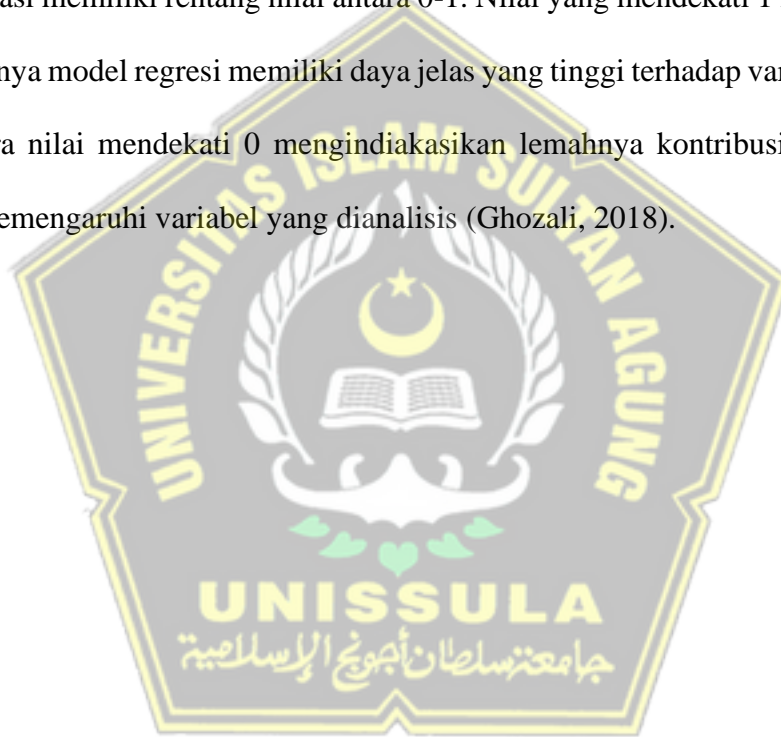 asi memiliki rentang nilai antara 0-1. Nilai yang mendekati 1
nya model regresi memiliki daya jelas yang tinggi terhadap var
ra nilai mendekati 0 mengindiakasikan lemahnya kontribusi
emengaruhi variabel yang dianalisis (Ghozali, 2018).
UNIVERSITAS ISLAM SULTAN AGUNG
UNISSULA
جامعتنسلطان أجونج الإسلامية